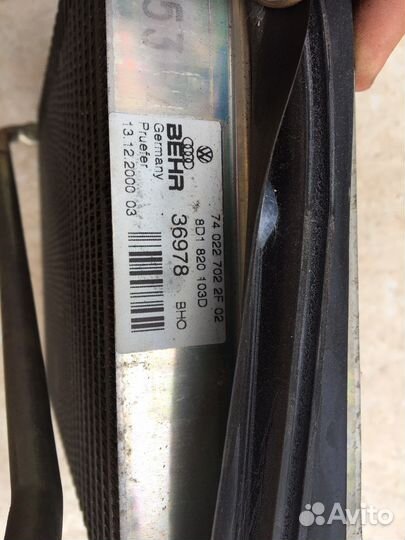 53
74 022 702 2F 02
8D1 820 103D
BEHR 36978 BHO
Germany
Pruefer
13.12.2000 03
Avito